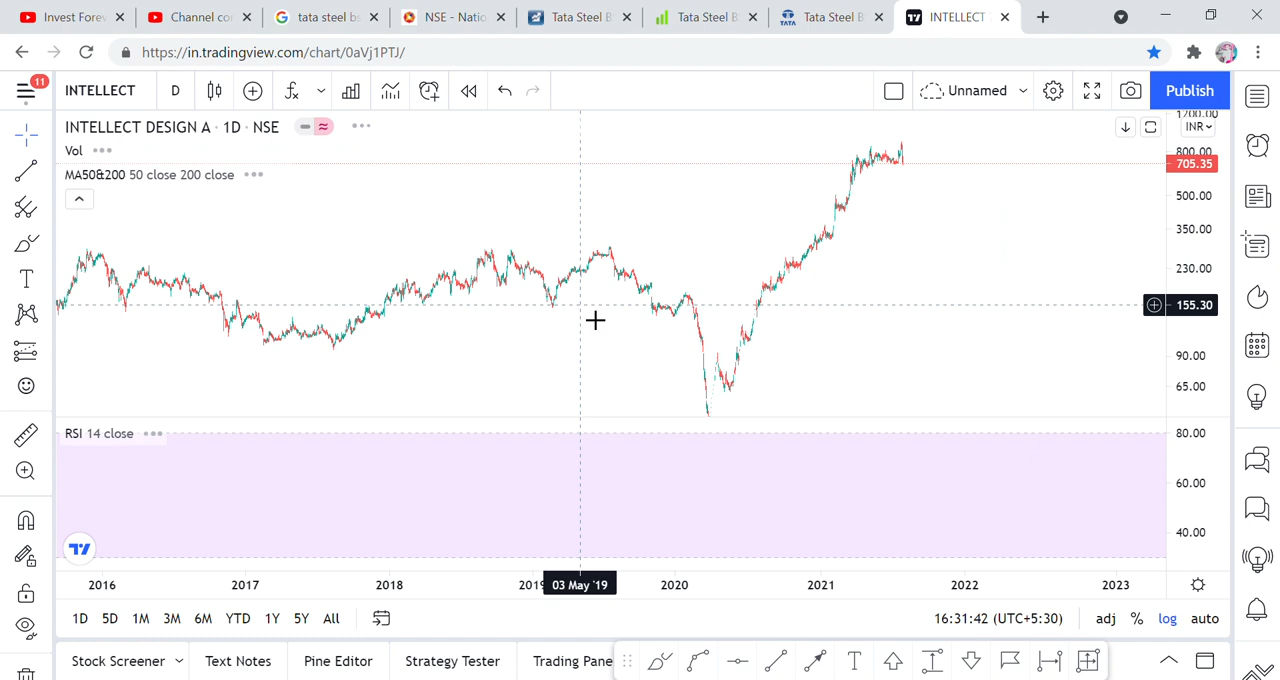 Invest Forev
Channel co
tata steel bs
NSE - Natio
Tata Steel B
Tata Steel B
TATA
Tata Steel B
INTELLECT
https://in.tradingview.com/chart/0aVj1PTJ/
11
INTELLECT
D
Unnamed
Publish
INTELLECT DESIGN A · 1D · NSE
Vol
MA50&200 50 close 200 close
1200.00
INR
800.00
705.35
500.00
350.00
230.00
155.30
90.00
65.00
RSI 14 close
80.00
60.00
40.00
2016
2017
2018
2019
03 May '19
2020
2021
2022
2023
1D
5D
1M
3M
6M
YTD
1Y
5Y
All
16:31:42 (UTC+5:30)
adj
%
log
auto
Stock Screener
Text Notes
Pine Editor
Strategy Tester
Trading Pane